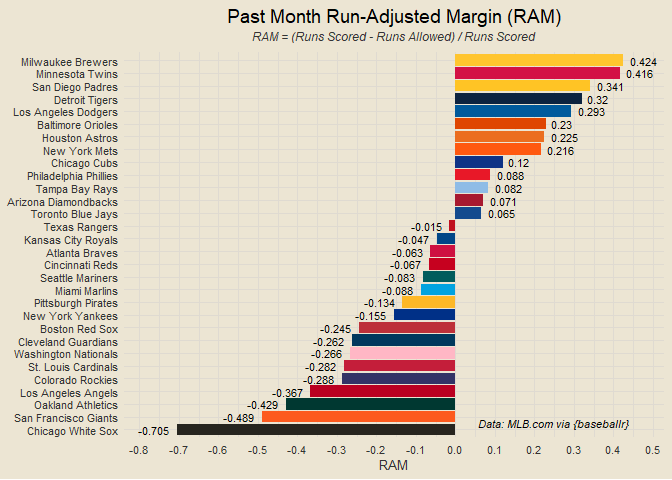 Past Month Run-Adjusted Margin (RAM)
RAM = (Runs Scored - Runs Allowed) / Runs Scored
Milwaukee Brewers 0.424
Minnesota Twins 0.416
San Diego Padres 0.341
Detroit Tigers 0.32
Los Angeles Dodgers 0.293
Baltimore Orioles 0.23
Houston Astros 0.225
New York Mets 0.216
Chicago Cubs 0.12
Philadelphia Phillies 0.088
Tampa Bay Rays 0.082
Arizona Diamondbacks 0.071
Toronto Blue Jays 0.065
Texas Rangers -0.015
Kansas City Royals -0.047
Atlanta Braves -0.063
Cincinnati Reds -0.067
Seattle Mariners -0.083
Miami Marlins -0.088
Pittsburgh Pirates -0.134
New York Yankees -0.155
Boston Red Sox -0.245
Cleveland Guardians -0.262
Washington Nationals -0.266
St. Louis Cardinals -0.282
Colorado Rockies -0.288
Los Angeles Angels -0.367
Oakland Athletics -0.429
San Francisco Giants -0.489
Chicago White Sox -0.705
Data: MLB.com via {baseballr}
-0.8 -0.7 -0.6 -0.5 -0.4 -0.3 -0.2 -0.1 0.0 0.1 0.2 0.3 0.4 0.5
RAM